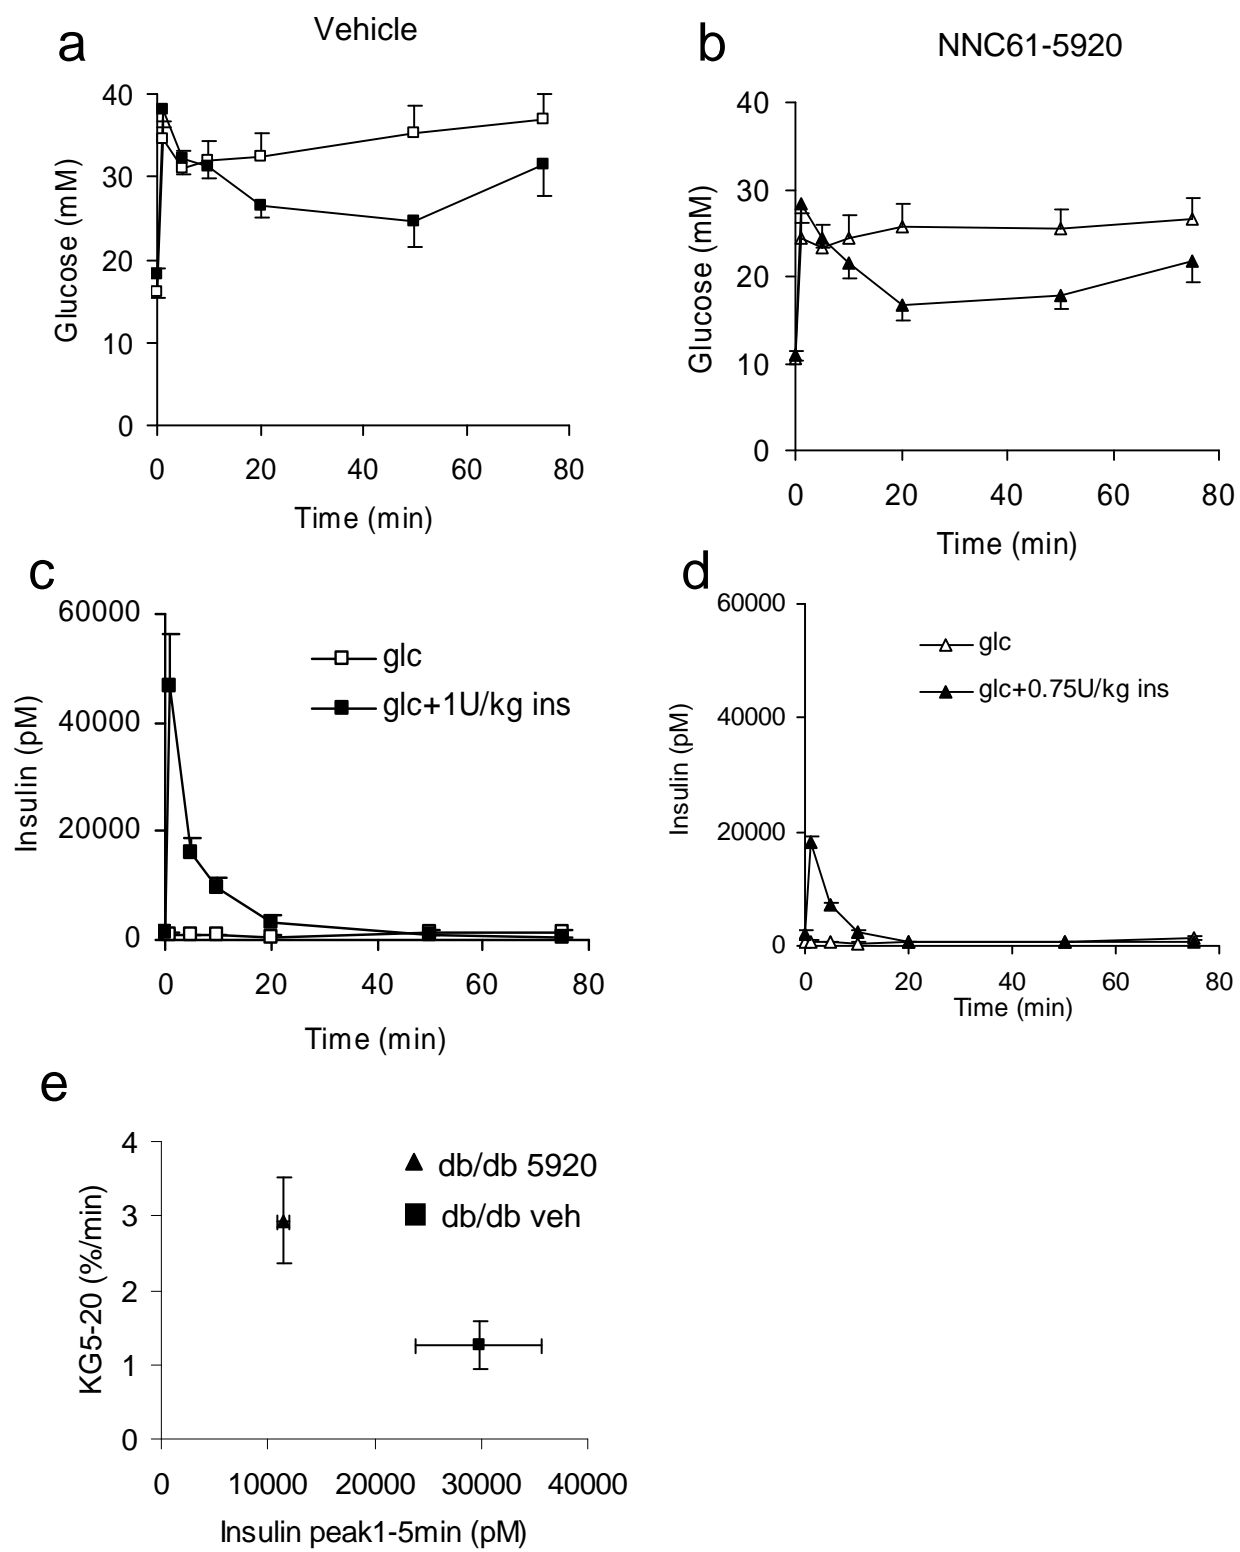 a
Vehicle
40
30
20
10
0
Glucose (mM)
0 20 40 60 80
Time (min)
b
NNC61-5920
40
30
20
10
0
Glucose (mM)
0 20 40 60 80
Time (min)
c
60000
40000
20000
0
Insulin (pM)
glc
glc+1U/kg ins
0 20 40 60 80
Time (min)
d
60000
40000
20000
0
Insulin (pM)
glc
glc+0.75U/kg ins
0 20 40 60 80
Time (min)
e
4
3
2
1
0
KG5-20 (%/min)
db/db 5920
db/db veh
0 10000 20000 30000 40000
Insulin peak1-5min (pM)